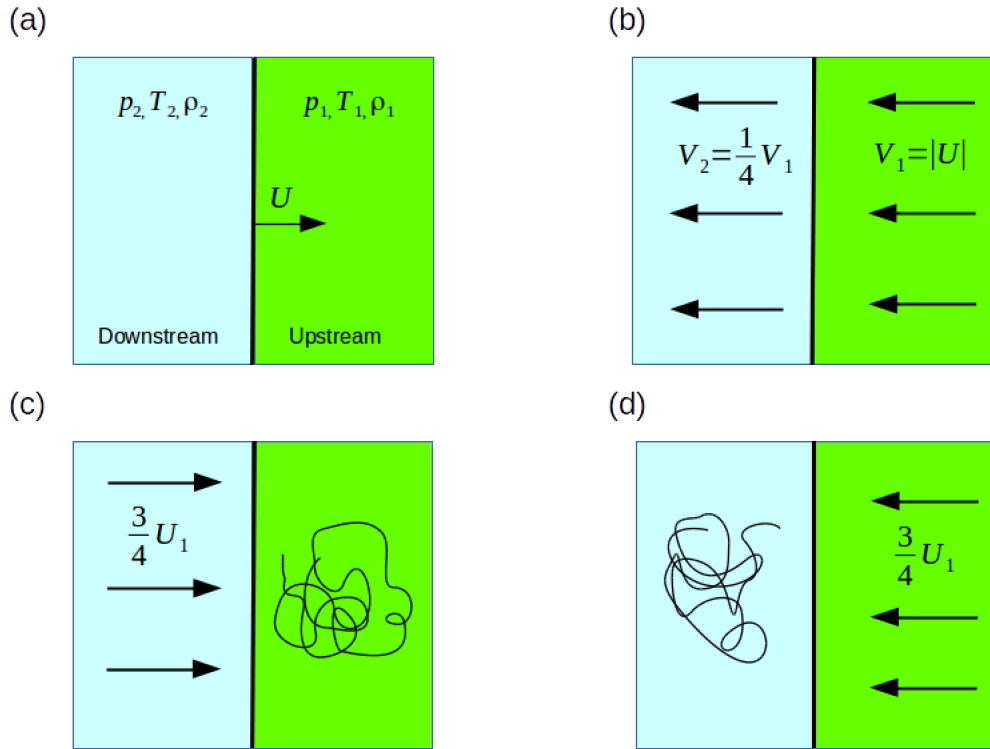 (a)
(b)
p₂, T₂, ρ₂
p₁, T₁, ρ₁
U
Downstream
Upstream
V₂=1/4 V₁
V₁=|U|
(c)
(d)
3/4 U₁
3/4 U₁